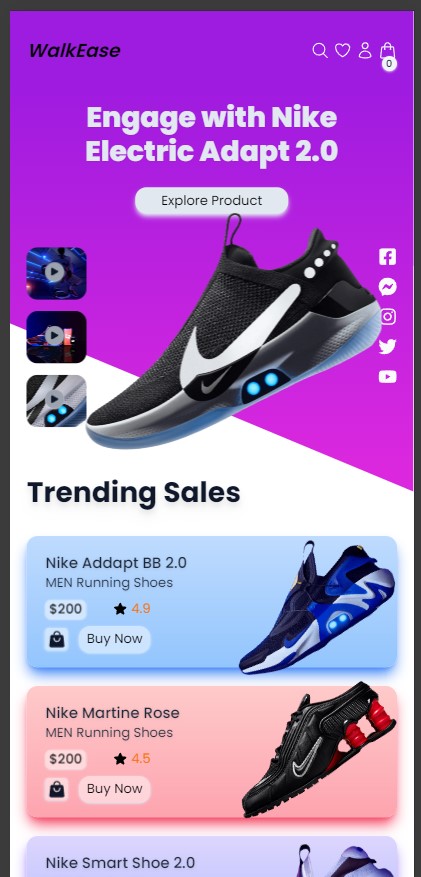 WalkEase
0
Engage with Nike
Electric Adapt 2.0
Explore Product
Trending Sales
Nike Addapt BB 2.0
MEN Running Shoes
$200 4.9
Buy Now
Nike Martine Rose
MEN Running Shoes
$200 4.5
Buy Now
Nike Smart Shoe 2.0